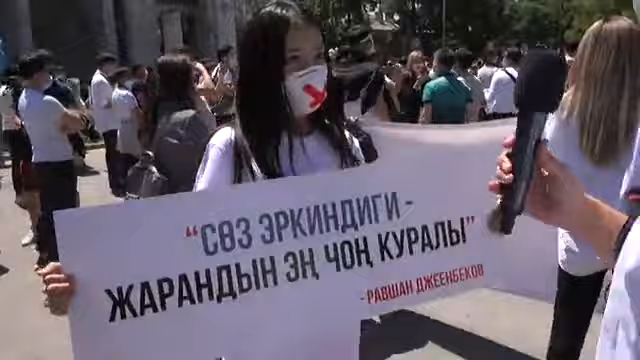 “СӨЗ ЭРКИНДИГИ -
ЖАРАНДЫН ЭҢ ЧОҢ КУРАЛЫ”
- РАВШАН ДЖЕЕНБЕКОВ